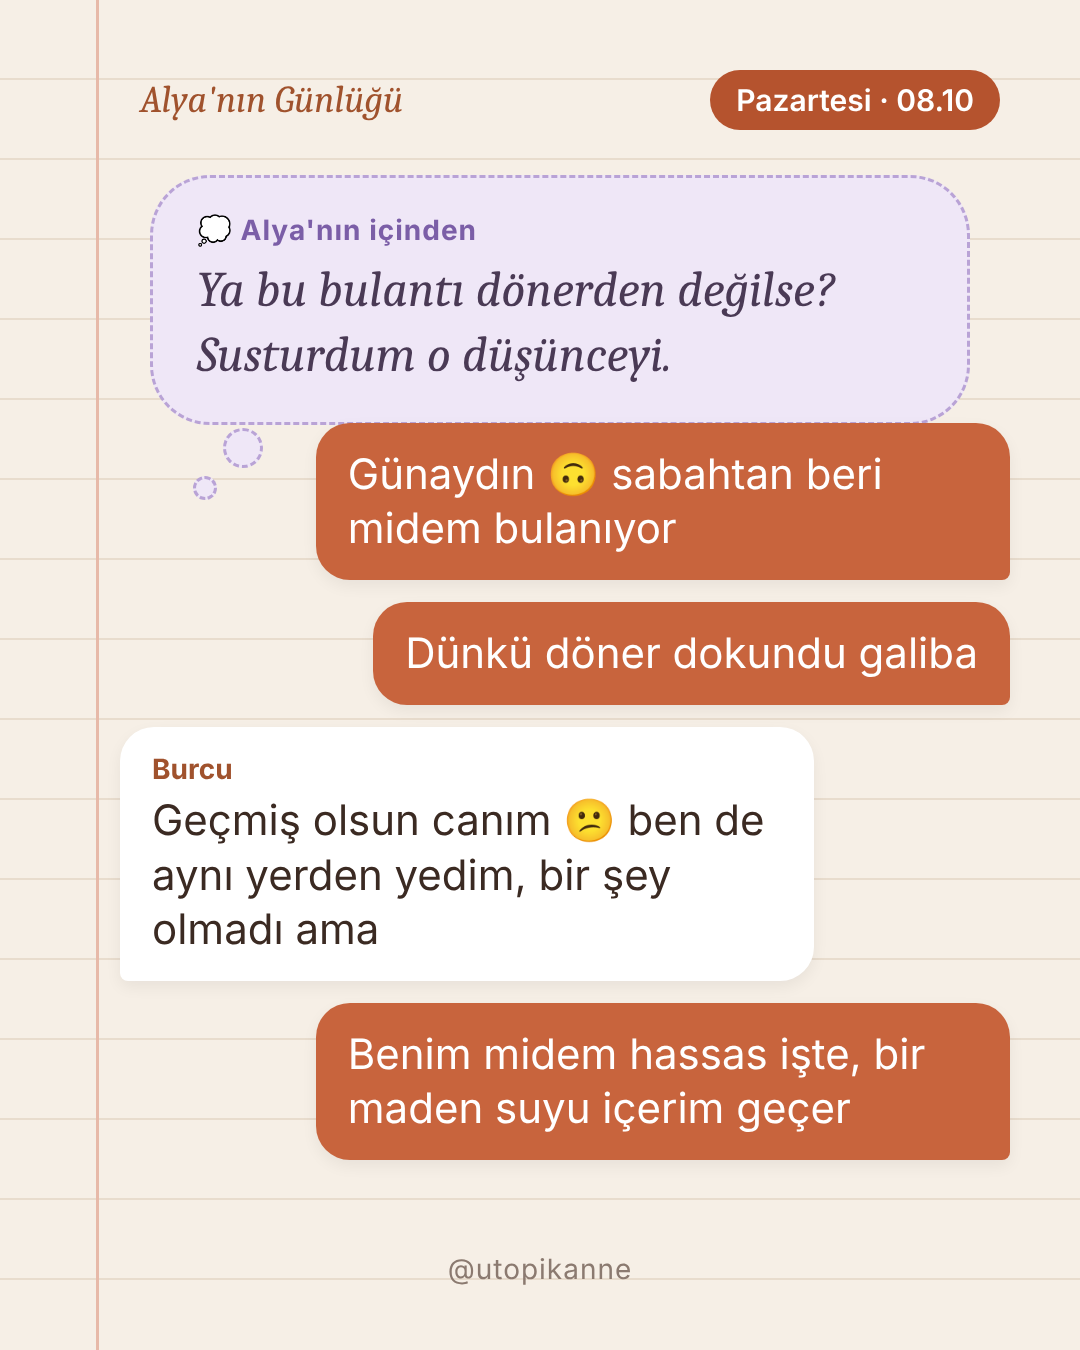 Alya'nın Günlüğü
Pazartesi · 08.10
💭 Alya'nın içinden
Ya bu bulantı dönerden değilse?
Susturdum o düşünceyi.
Günaydın 🙃 sabahtan beri
midem bulanıyor
Dünkü döner dokundu galiba
Burcu
Geçmiş olsun canım 😕 ben de
aynı yerden yedim, bir şey
olmadı ama
Benim midem hassas işte, bir
maden suyu içerim geçer
@utopikanne